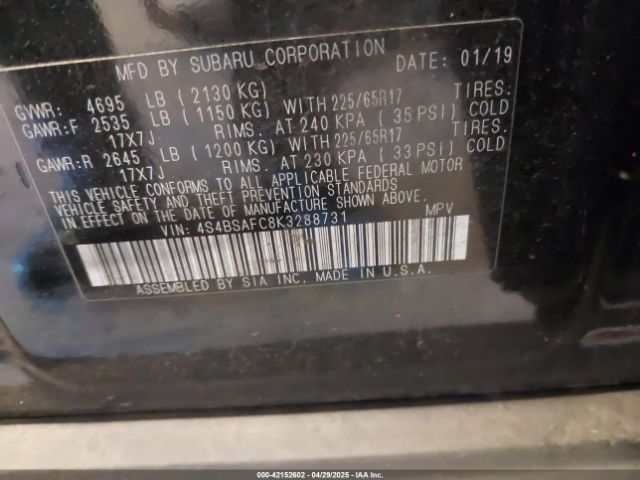 MFD BY SUBARU CORPORATION DATE: 01/19
GVWR: 4695 LB ( 2130 KG)
GAWR:F 2535 LB ( 1150 KG) WITH 225/65R17 TIRES.
17X7J RIMS. AT 240 KPA ( 35 PSI) COLD
GAWR:R 2645 LB ( 1200 KG) WITH 225/65R17 TIRES.
17X7J RIMS. AT 230 KPA ( 33 PSI) COLD
THIS VEHICLE CONFORMS TO ALL APPLICABLE FEDERAL MOTOR
VEHICLE SAFETY AND THEFT PREVENTION STANDARDS
IN EFFECT ON THE DATE OF MANUFACTURE SHOWN ABOVE.
VIN: 4S4BSAFC8K3288731 MPV
ASSEMBLED BY SIA INC. MADE IN U.S.A.
000-42152602 - 04/29/2025 - IAA Inc.